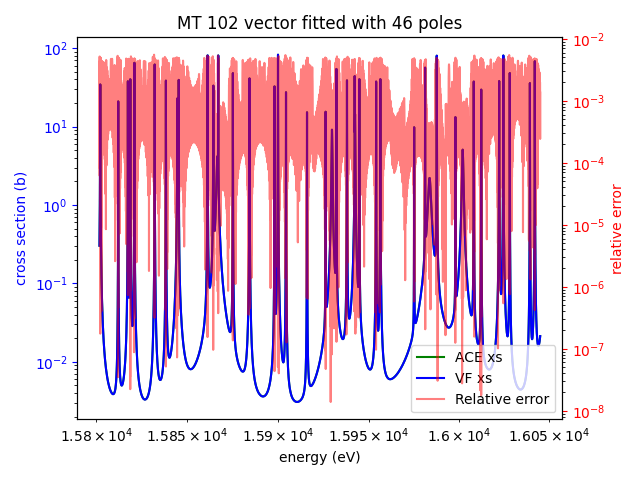 MT 102 vector fitted with 46 poles
10²
10¹
10⁰
10⁻¹
10⁻²
cross section (b)
10⁻²
10⁻³
10⁻⁴
10⁻⁵
10⁻⁶
10⁻⁷
10⁻⁸
relative error
ACE xs
VF xs
Relative error
1.58 × 10⁴ 1.585 × 10⁴ 1.59 × 10⁴ 1.595 × 10⁴ 1.6 × 10⁴ 1.605 × 10⁴
energy (eV)